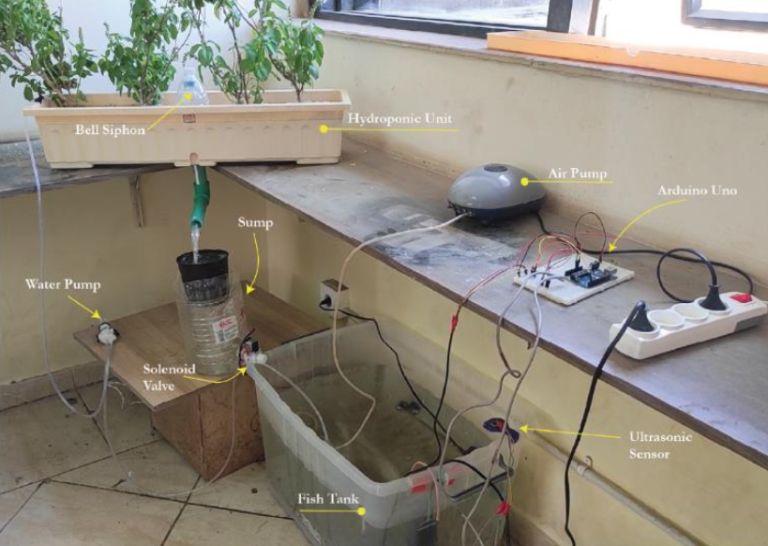 Bell Siphon
Hydroponic Unit
Air Pump
Arduino Uno
Sump
Water Pump
Solenoid
Valve
Ultrasonic
Sensor
Fish Tank